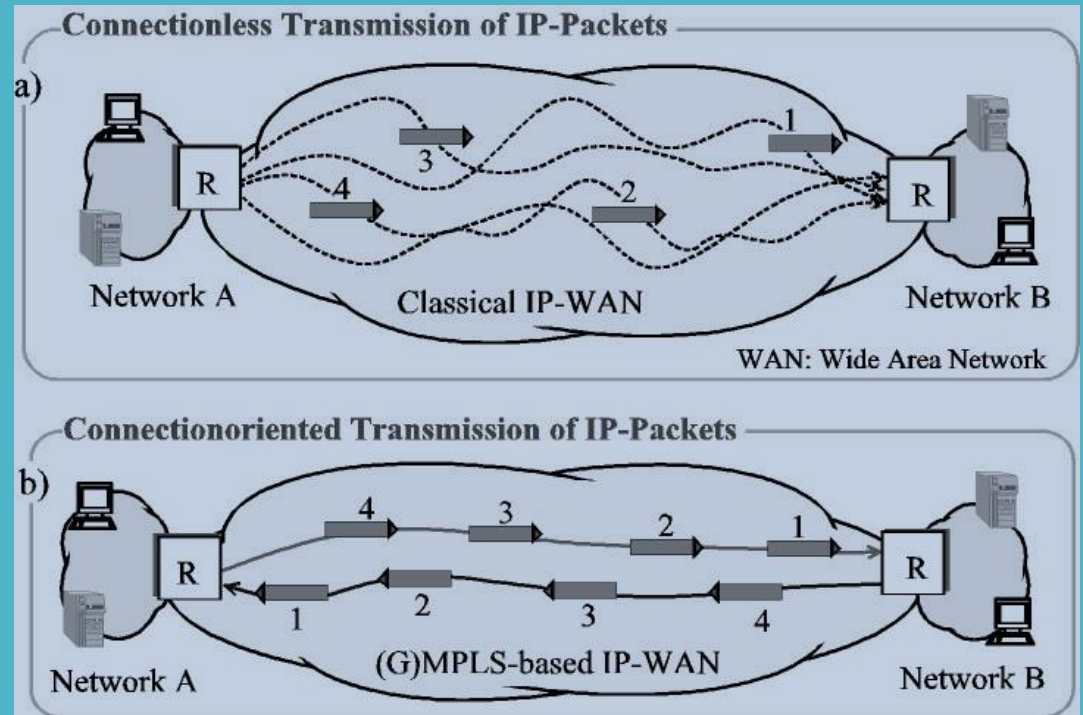 Connectionless Transmission of IP-Packets
a)
1
3
4
2
R
R
Network A
Classical IP-WAN
Network B
WAN: Wide Area Network
Connectionoriented Transmission of IP-Packets
b)
4
3
2
1
R
R
1
2
3
4
Network A
(G)MPLS-based IP-WAN
Network B